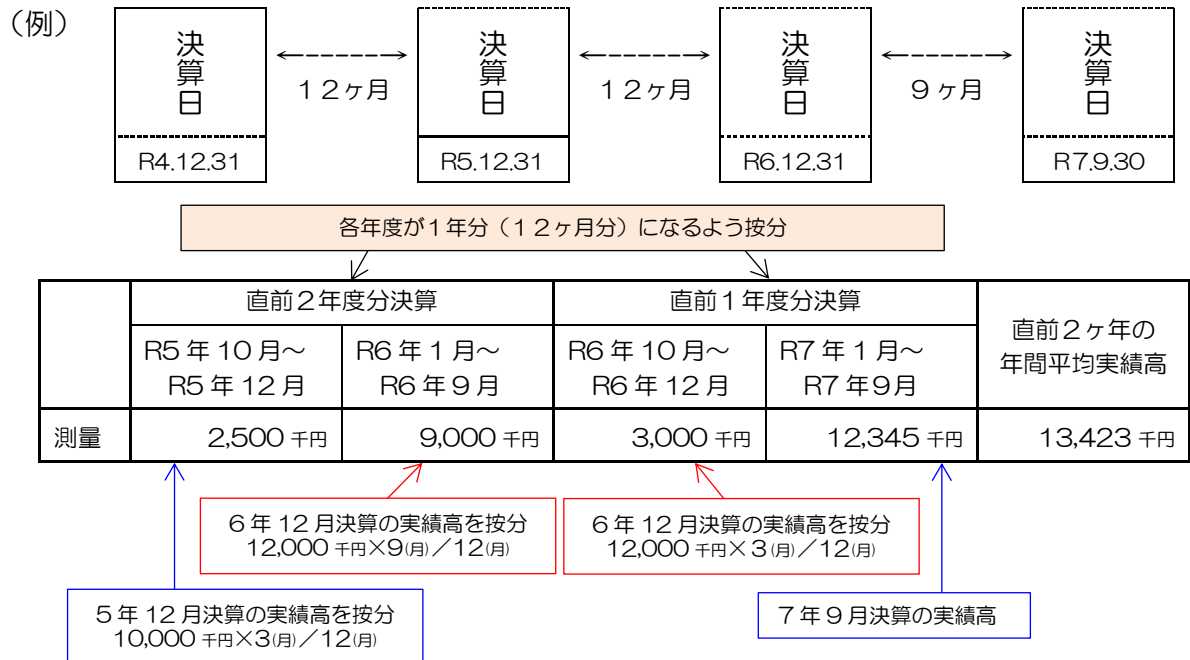 （例）
決算日
１２ヶ月
決算日
１２ヶ月
決算日
９ヶ月
決算日
R4.12.31
R5.12.31
R6.12.31
R7.9.30
各年度が１年分（１２ヶ月分）になるよう按分
直前２年度分決算
直前１年度分決算
直前２ヶ年の
年間平均実績高
R5 年 10 月～
R5 年 12 月
R6 年 1 月～
R6 年 9 月
R6 年 10 月～
R6 年 12 月
R7 年 1 月～
R7 年 9 月
測量
2,500 千円
9,000 千円
3,000 千円
12,345 千円
13,423 千円
６年 12 月決算の実績高を按分
12,000 千円×9(月)／12(月)
６年 12 月決算の実績高を按分
12,000 千円×３(月)／12(月)
５年 12 月決算の実績高を按分
10,000 千円×3(月)／12(月)
７年９月決算の実績高